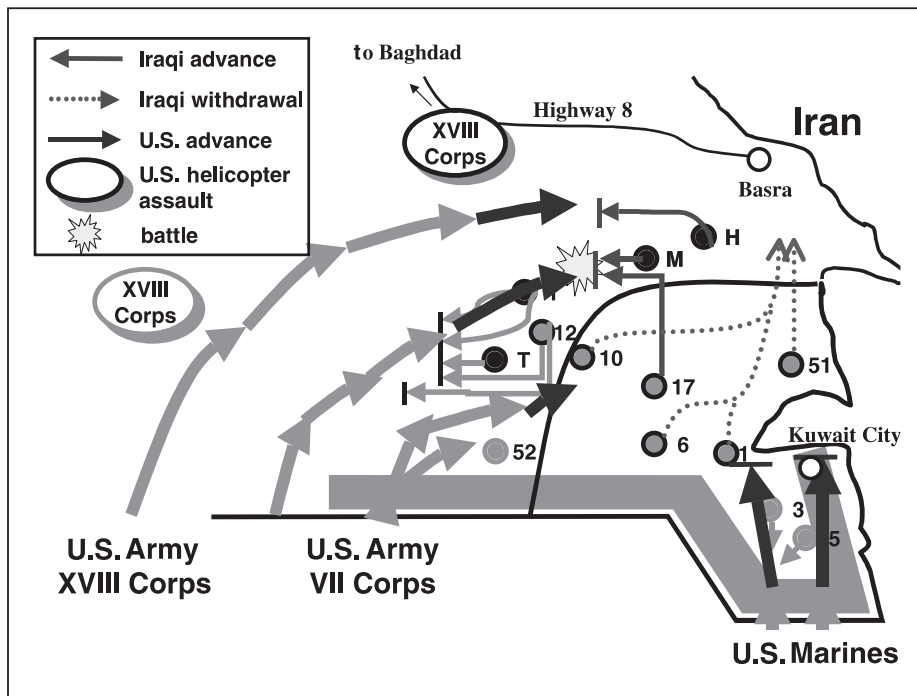 Iraqi advance
Iraqi withdrawal
U.S. advance
U.S. helicopter
assault
battle
to Baghdad
Highway 8
XVIII
Corps
Iran
Basra
H
M
XVIII
Corps
12
T
10
17
51
52
6
1
Kuwait City
3
5
U.S. Army
XVIII Corps
U.S. Army
VII Corps
U.S. Marines